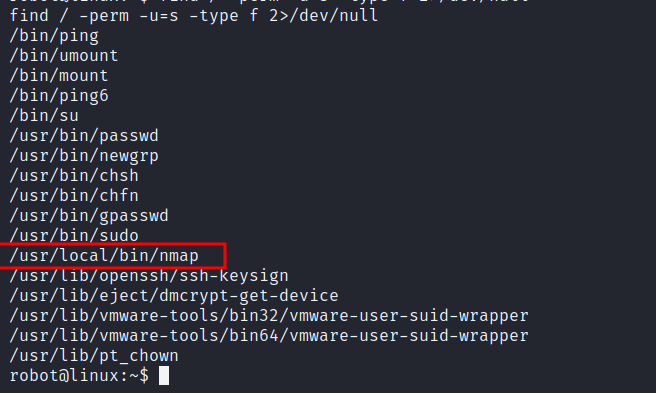 find / -perm -u=s -type f 2>/dev/null
/bin/ping
/bin/umount
/bin/mount
/bin/ping6
/bin/su
/usr/bin/passwd
/usr/bin/newgrp
/usr/bin/chsh
/usr/bin/chfn
/usr/bin/gpasswd
/usr/bin/sudo
/usr/local/bin/nmap
/usr/lib/openssh/ssh-keysign
/usr/lib/eject/dmcrypt-get-device
/usr/lib/vmware-tools/bin32/vmware-user-suid-wrapper
/usr/lib/vmware-tools/bin64/vmware-user-suid-wrapper
/usr/lib/pt_chown
robot@linux:~$